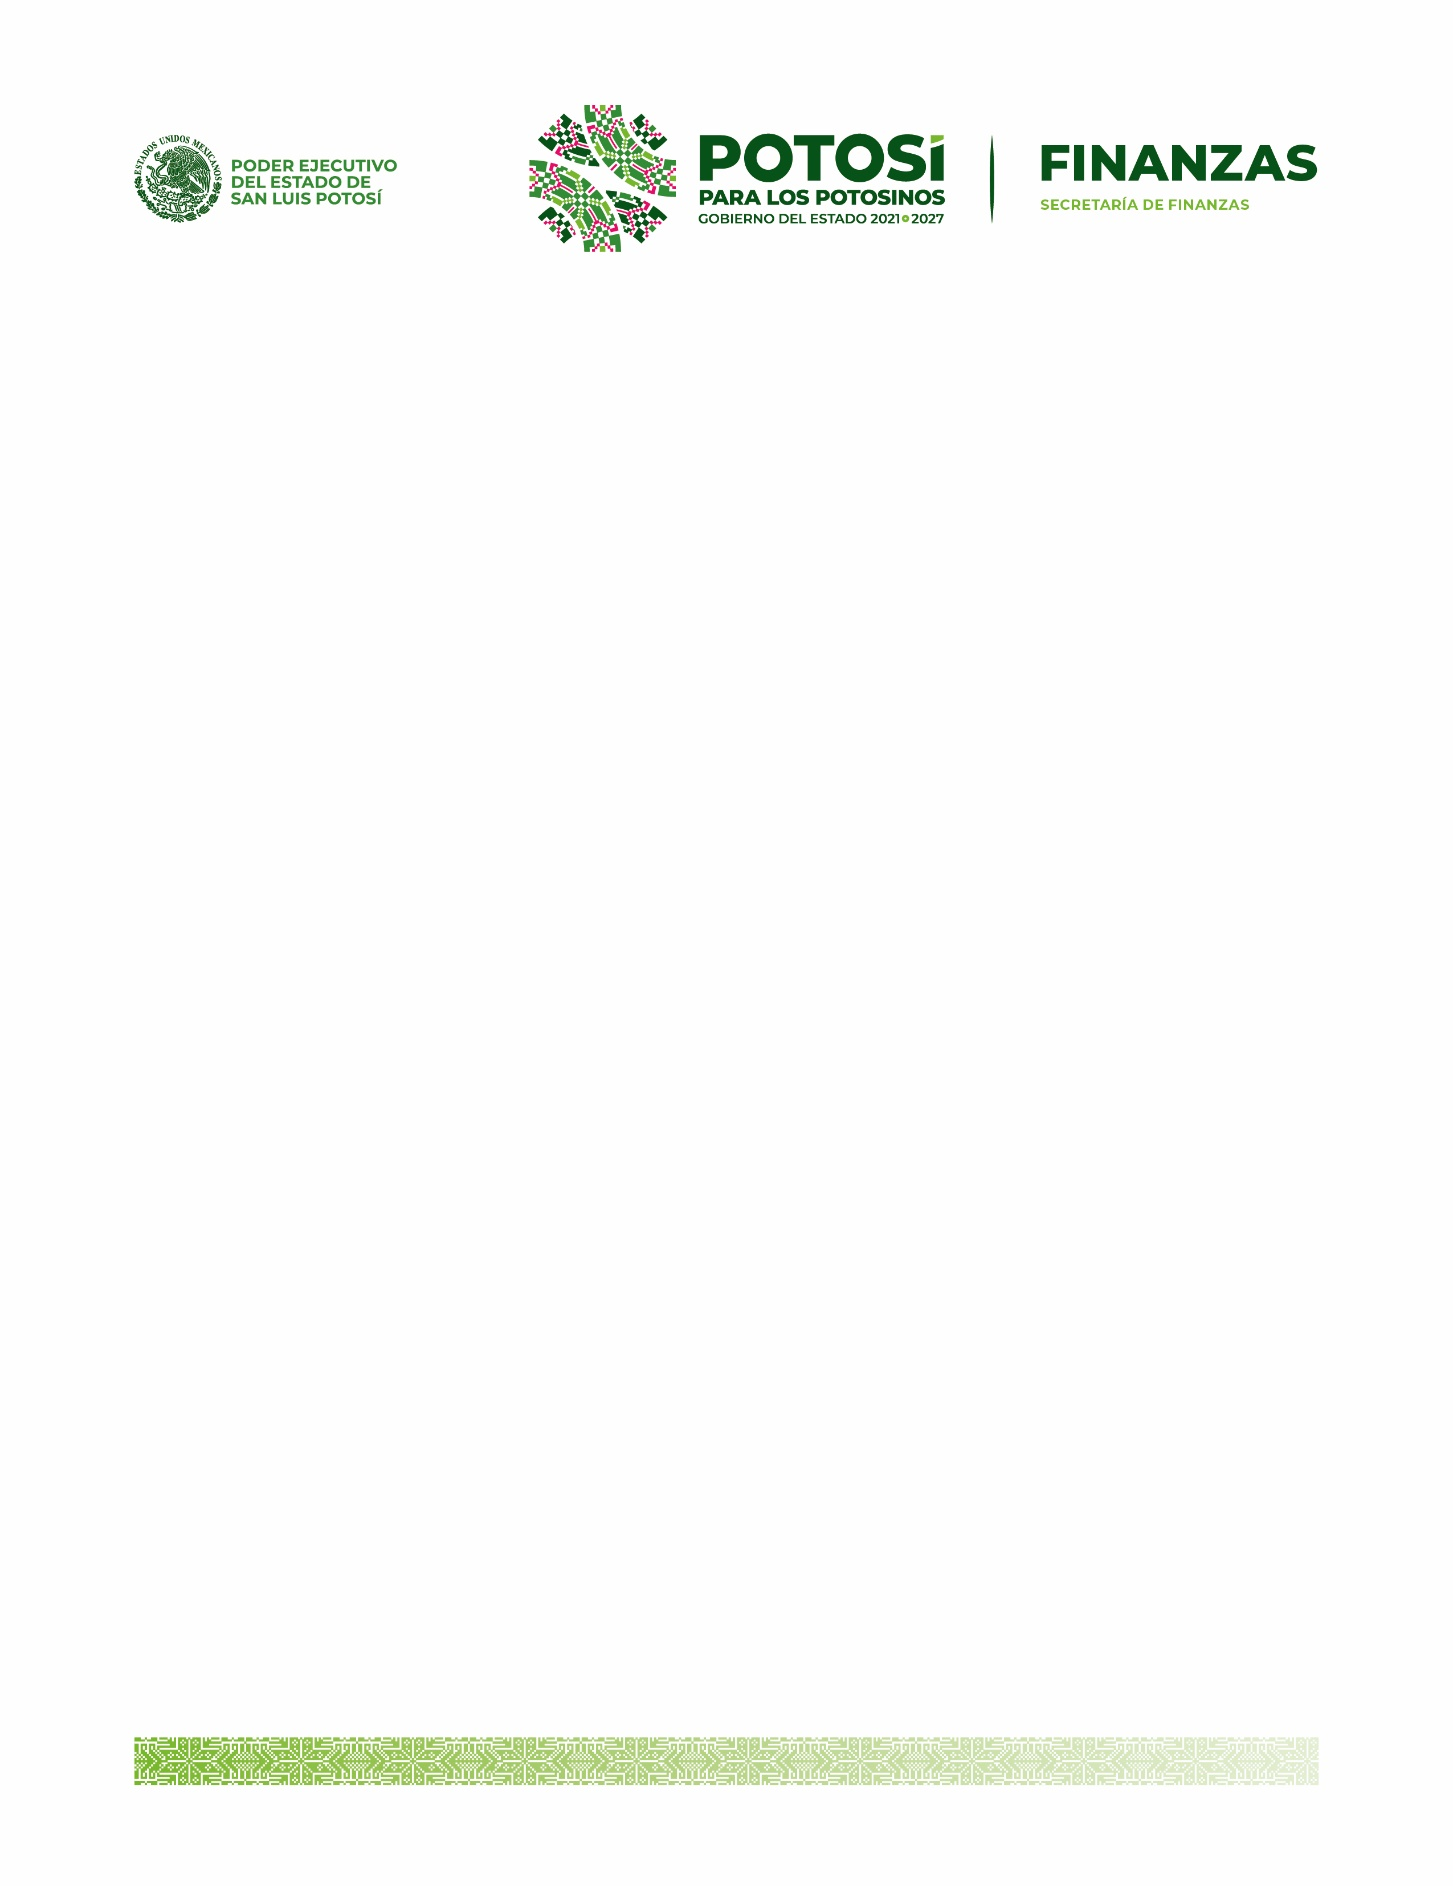 ESTADOS UNIDOS MEXICANOS
PODER EJECUTIVO
DEL ESTADO DE
SAN LUIS POTOSÍ
POTOSÍ
PARA LOS POTOSINOS
GOBIERNO DEL ESTADO 2021 2027
FINANZAS
SECRETARÍA DE FINANZAS